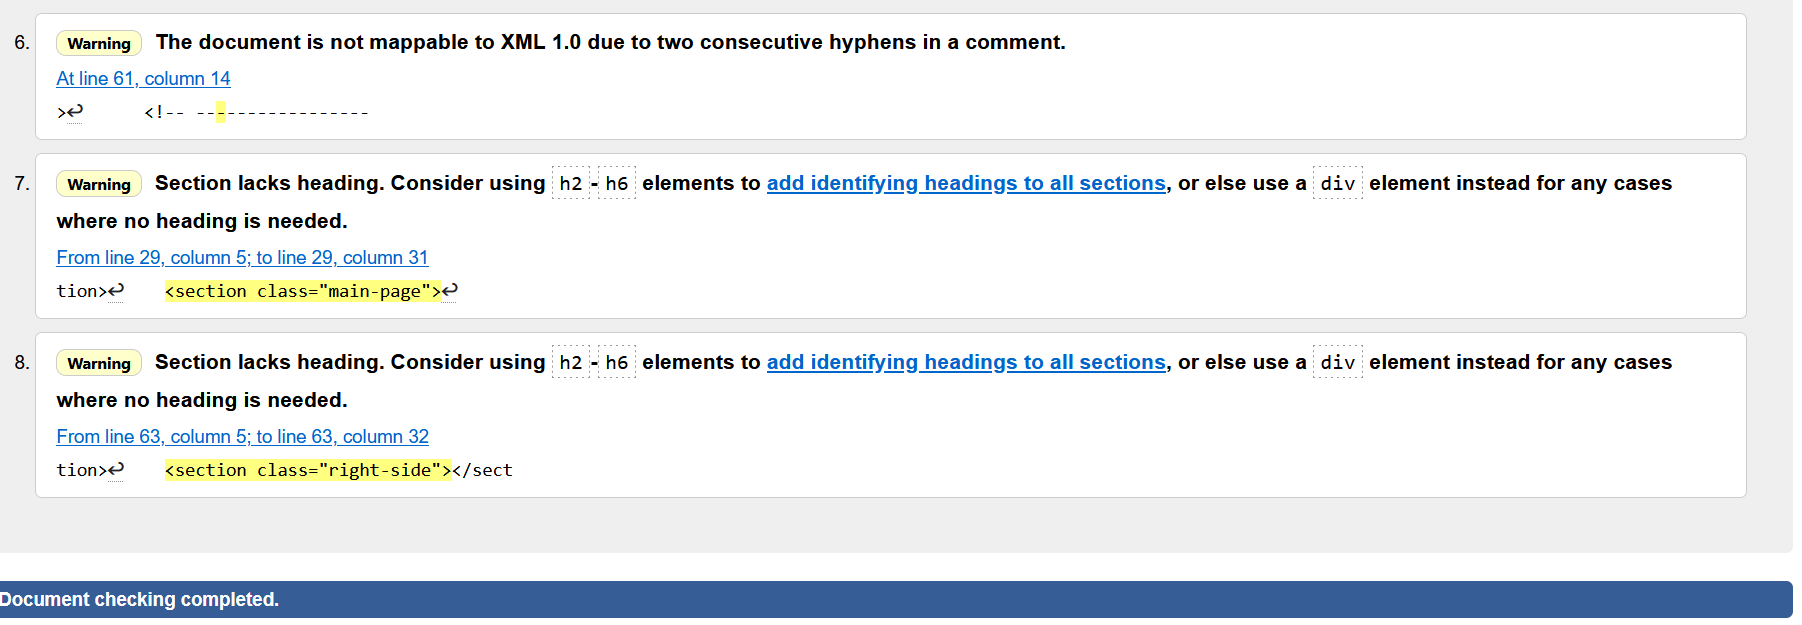 6. Warning The document is not mappable to XML 1.0 due to two consecutive hyphens in a comment.
At line 61, column 14
>↩ <!-- -----------------
7. Warning Section lacks heading. Consider using h2-h6 elements to add identifying headings to all sections, or else use a div element instead for any cases
where no heading is needed.
From line 29, column 5; to line 29, column 31
tion>↩ <section class="main-page">↩
8. Warning Section lacks heading. Consider using h2-h6 elements to add identifying headings to all sections, or else use a div element instead for any cases
where no heading is needed.
From line 63, column 5; to line 63, column 32
tion>↩ <section class="right-side"></sect
Document checking completed.